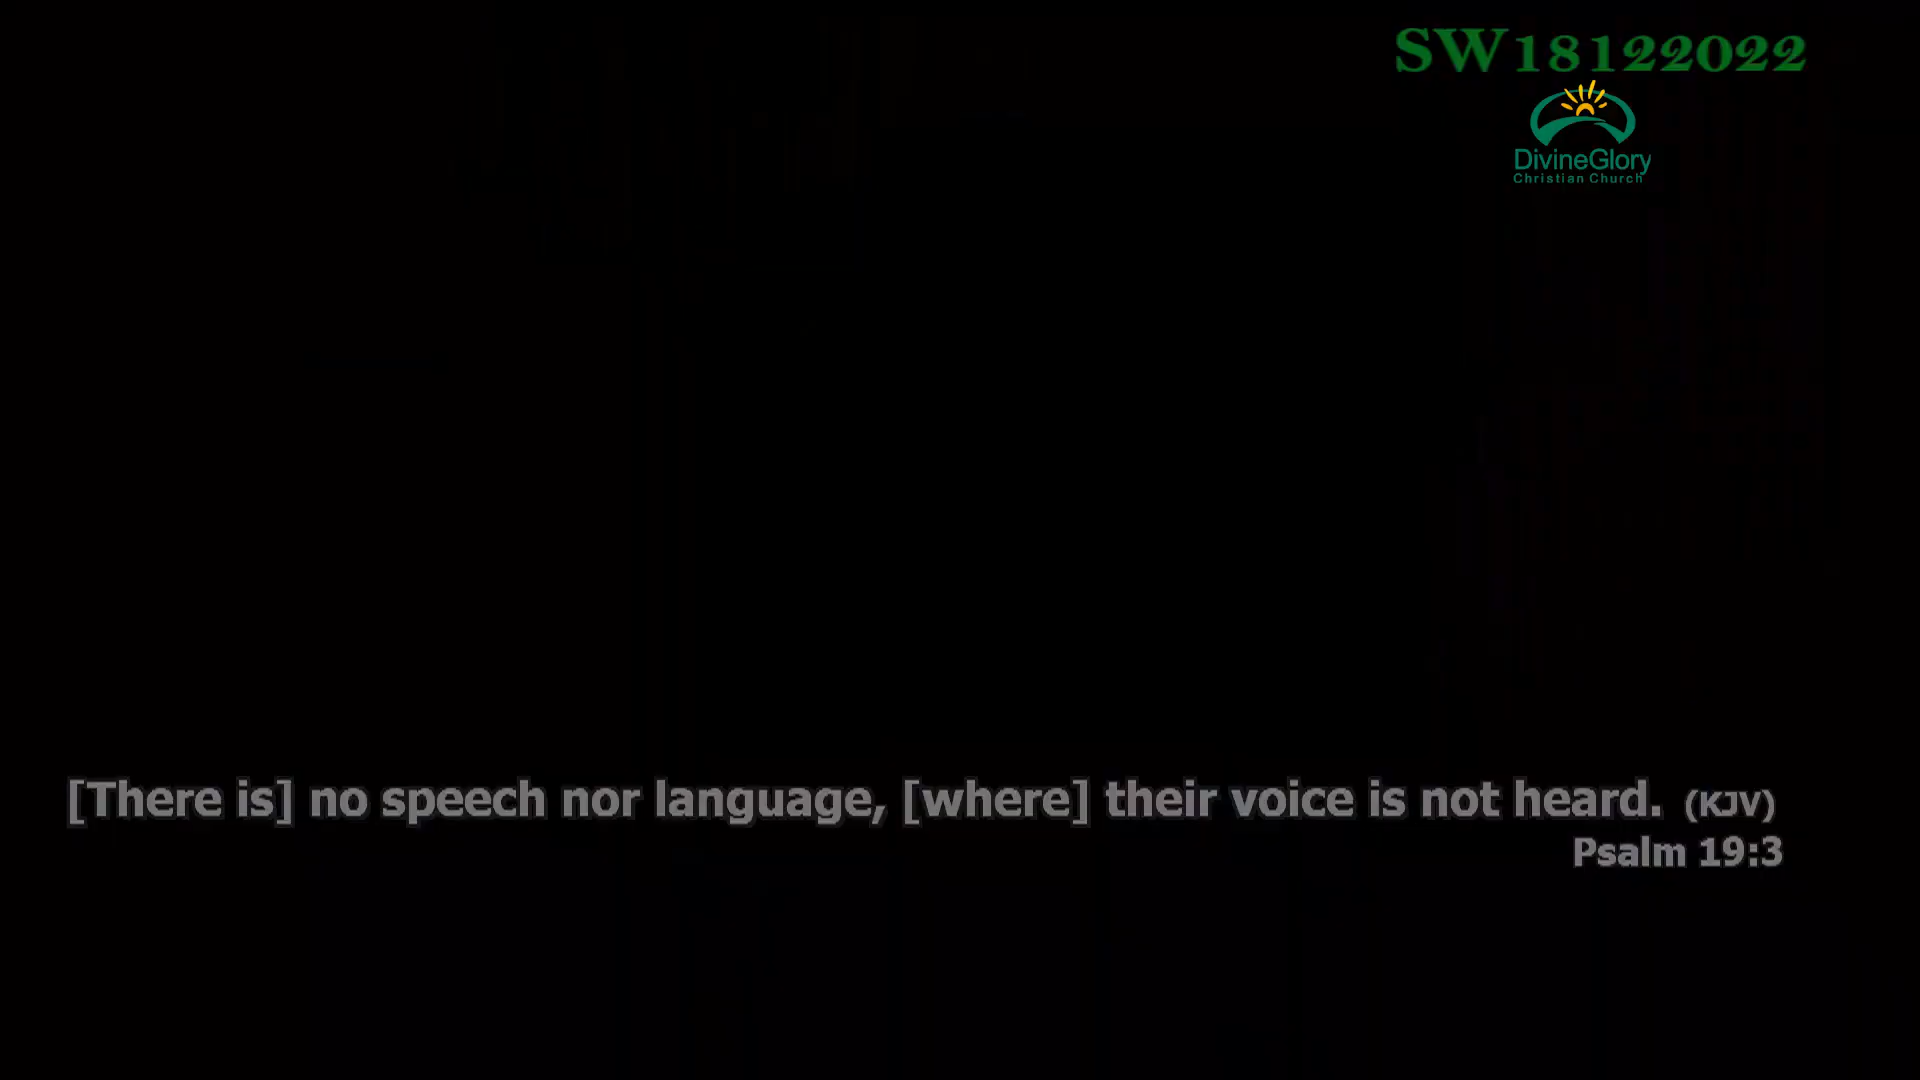 SW18122022
DivineGlory
Christian Church
[There is] no speech nor language, [where] their voice is not heard. (KJV)
Psalm 19:3